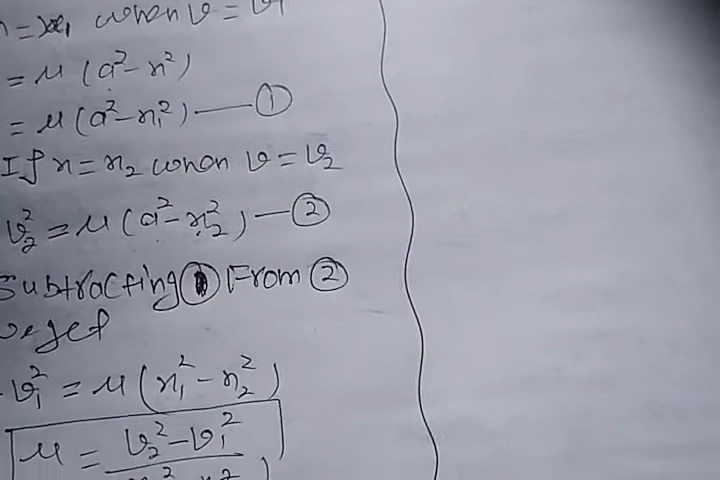 = x₁ when v = v₁
= μ (a² - x²)
= μ (a² - x₁²) — ①
If x = x₂ when v = v₂
v₂² = μ (a² - x₂²) — ②
Subtracting ① From ②
we get
- v₁² = μ (x₁² - x₂²)
μ = v₂² - v₁²